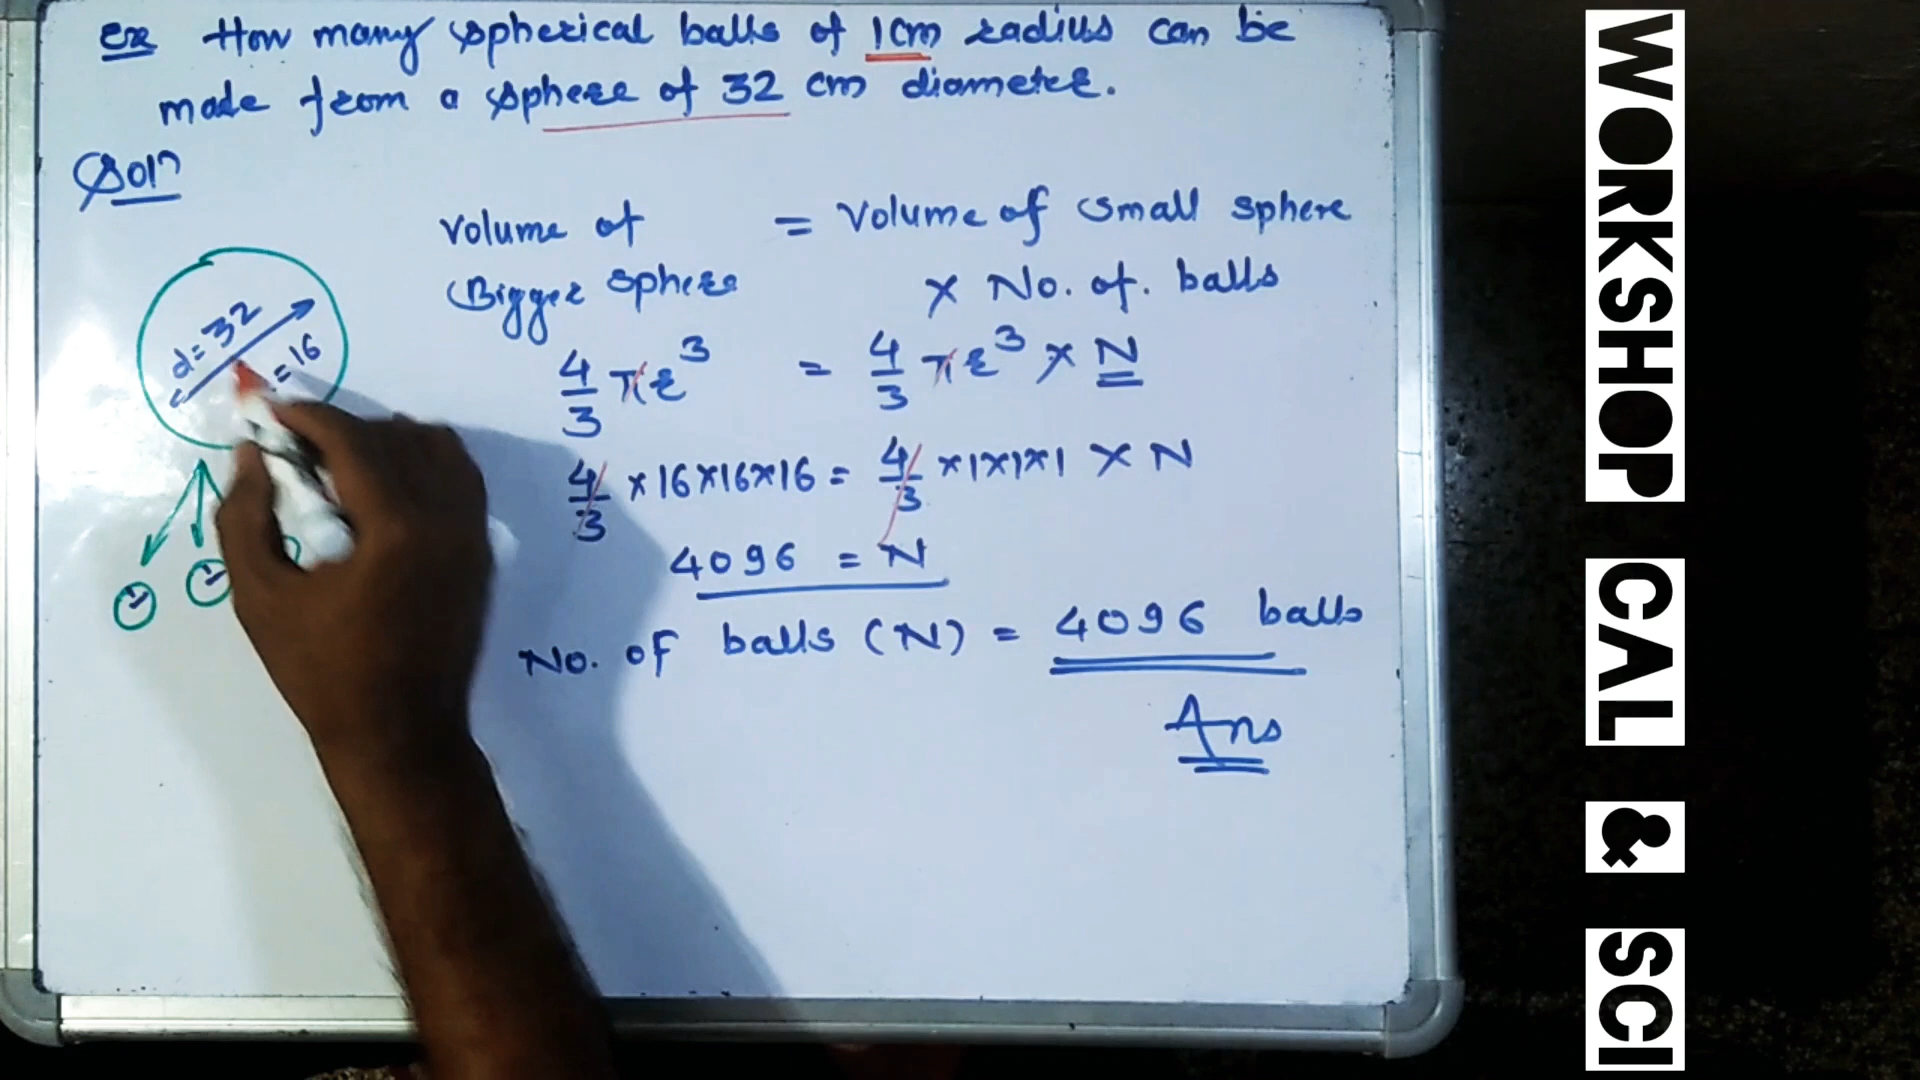 Ex How many spherical balls of 1cm radius can be
made from a sphere of 32 cm diameter.
Soln
Volume of = Volume of small sphere
Bigger sphere × No. of. balls
d = 32
= 16
4/3 πr³ = 4/3 πr³ × N
4/3 × 16×16×16 = 4/3 ×1×1×1 × N
4096 = N
No. of balls (N) = 4096 balls
Ans
WORKSHOP CAL & SCI